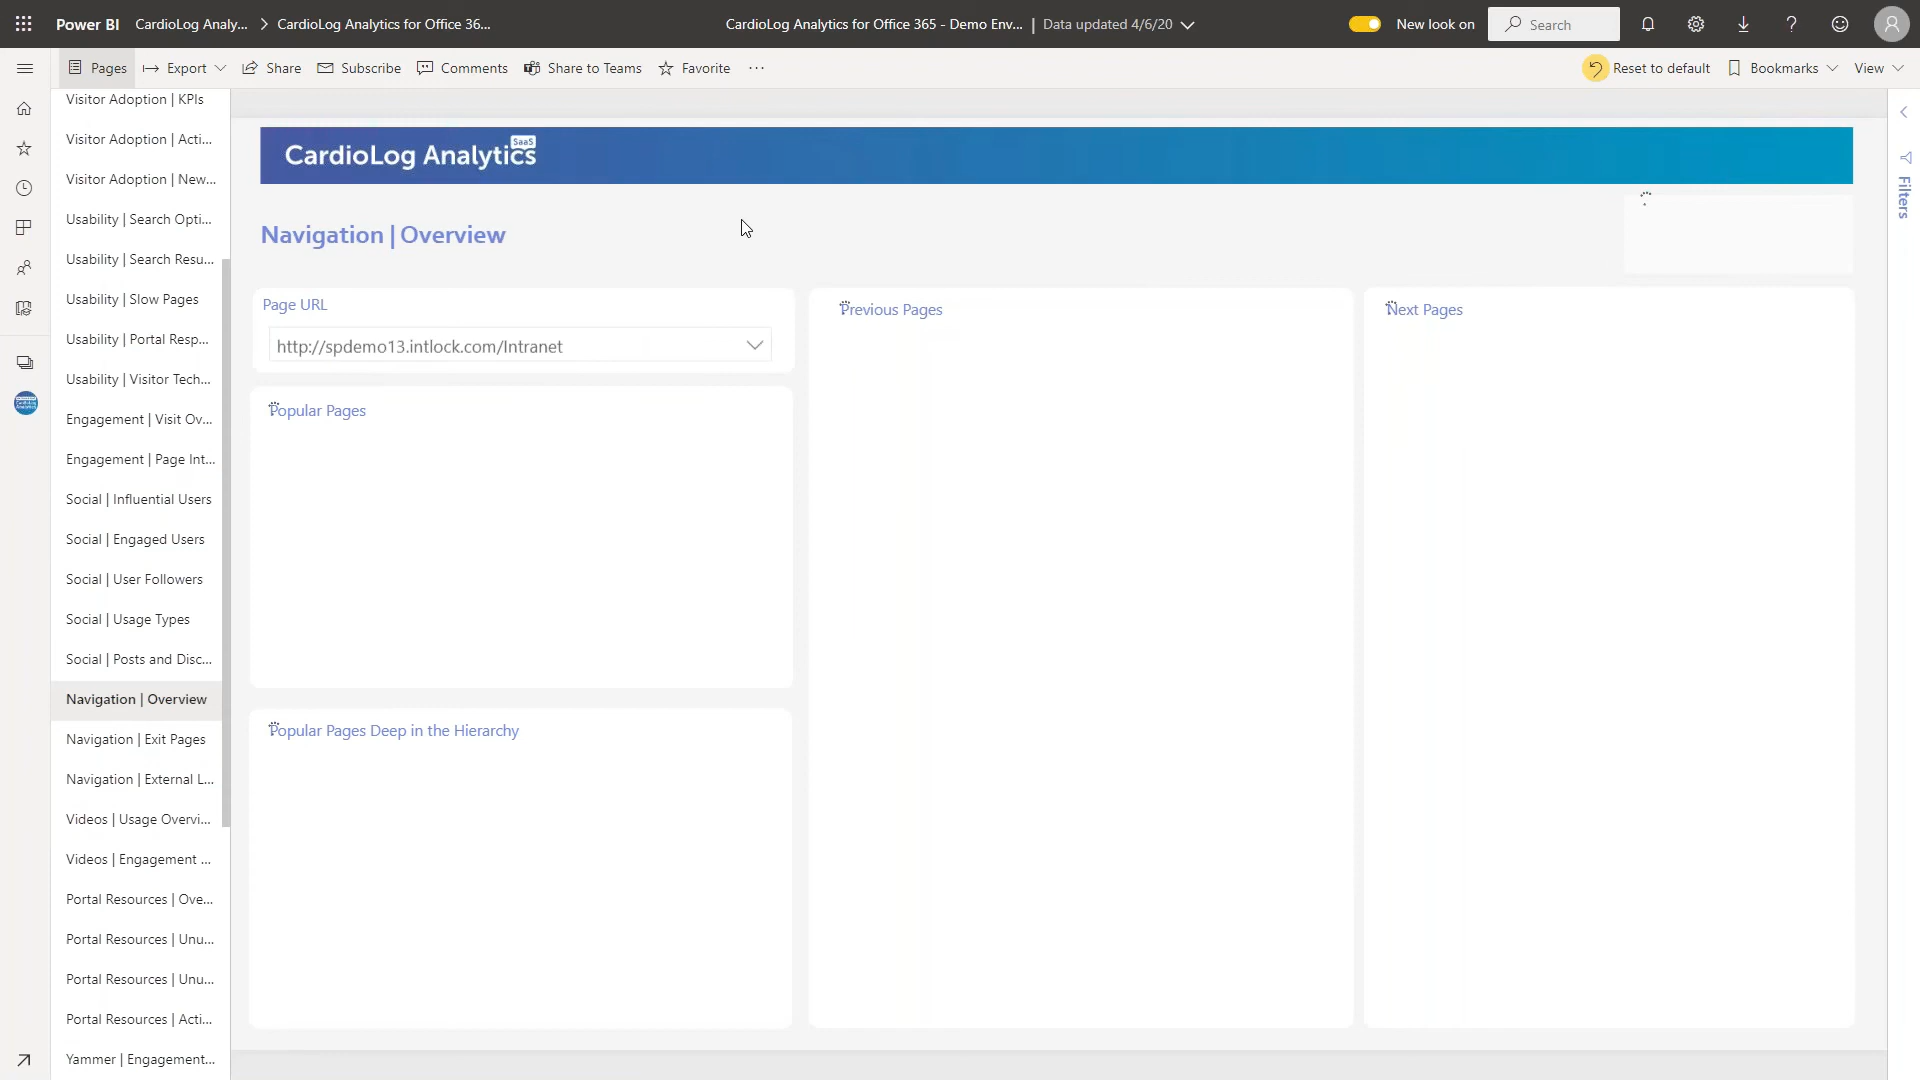 Power BI CardioLog Analy... CardioLog Analytics for Office 36... CardioLog Analytics for Office 365 - Demo Env... | Data updated 4/6/20 New look on Search
Pages Export Share Subscribe Comments Share to Teams Favorite ... Reset to default Bookmarks View
Visitor Adoption | KPIs
Visitor Adoption | Acti...
Visitor Adoption | New...
Usability | Search Opti...
Usability | Search Resu...
Usability | Slow Pages
Usability | Portal Resp...
Usability | Visitor Tech...
Engagement | Visit Ov...
Engagement | Page Int...
Social | Influential Users
Social | Engaged Users
Social | User Followers
Social | Usage Types
Social | Posts and Disc...
Navigation | Overview
Navigation | Exit Pages
Navigation | External L...
Videos | Usage Overvi...
Videos | Engagement ...
Portal Resources | Ove...
Portal Resources | Unu...
Portal Resources | Unu...
Portal Resources | Acti...
Yammer | Engagement...
CardioLog Analytics SaaS
Navigation | Overview
Page URL
http://spdemo13.intlock.com/Intranet
Popular Pages
Popular Pages Deep in the Hierarchy
Previous Pages
Next Pages
Filters